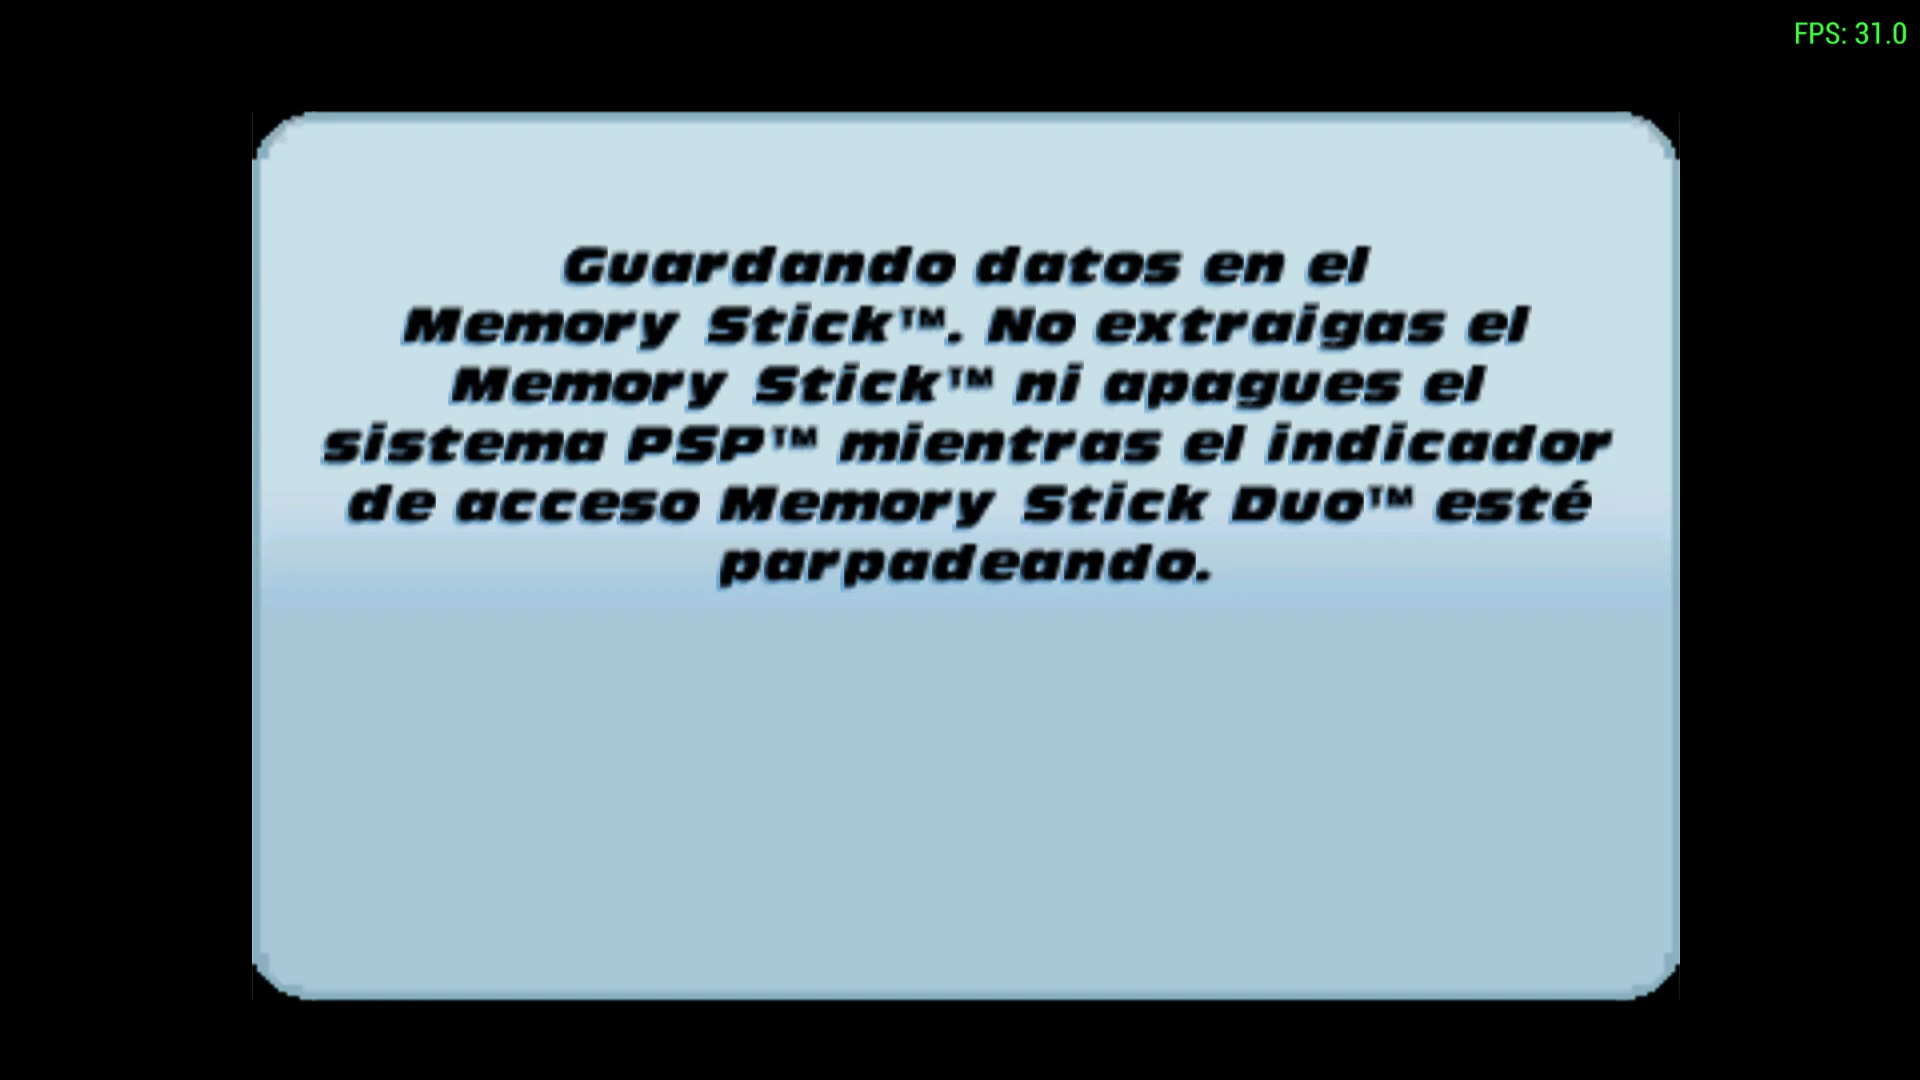 FPS: 31.0
Guardando datos en el
Memory Stick™. No extraigas el
Memory Stick™ ni apagues el
sistema PSP™ mientras el indicador
de acceso Memory Stick Duo™ esté
parpadeando.